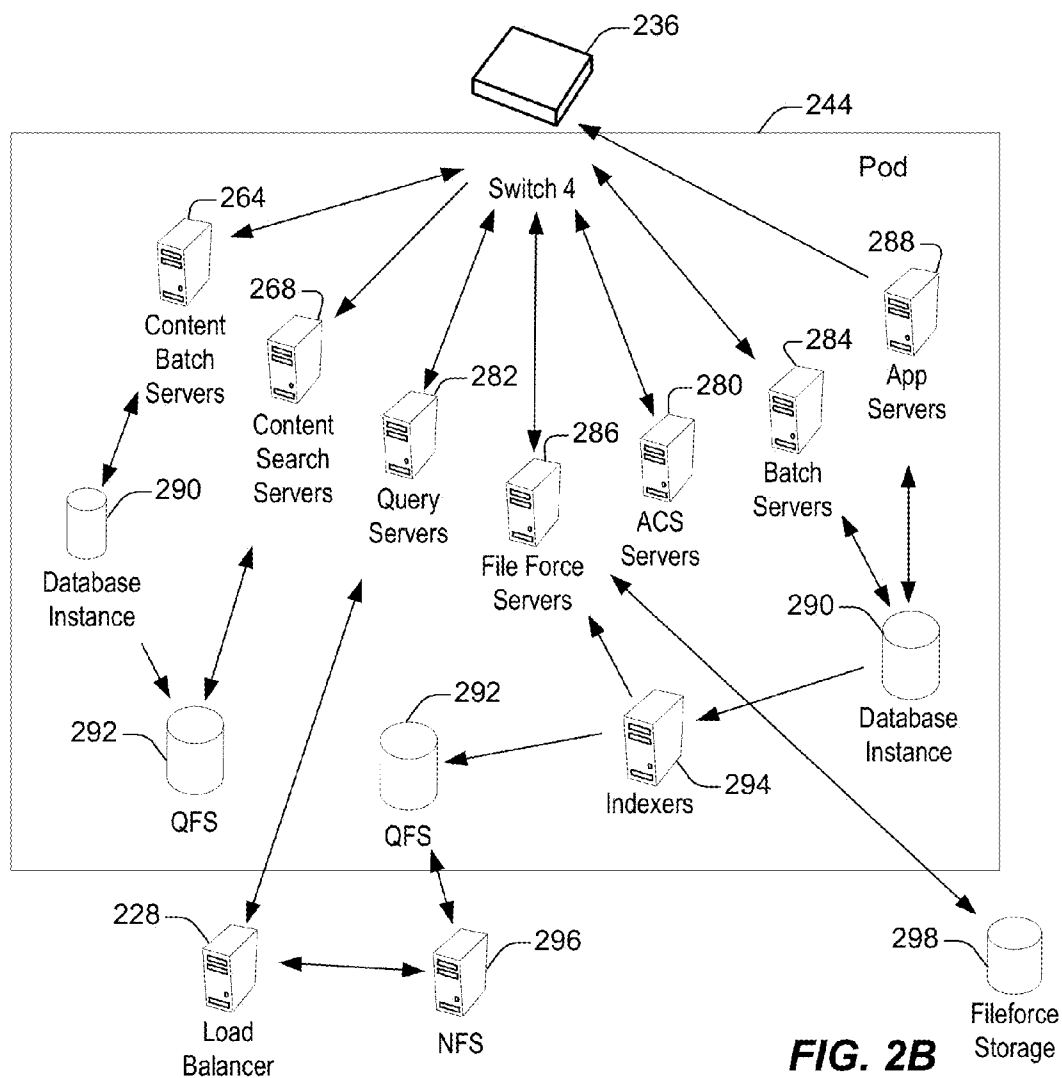 236
244
Pod
Switch 4
264
Content
Batch
Servers
268
Content
Search
Servers
282
Query
Servers
286
File Force
Servers
280
ACS
Servers
284
Batch
Servers
288
App
Servers
290
Database
Instance
290
Database
Instance
292
QFS
292
QFS
294
Indexers
228
Load
Balancer
296
NFS
298
Fileforce
Storage
FIG. 2B